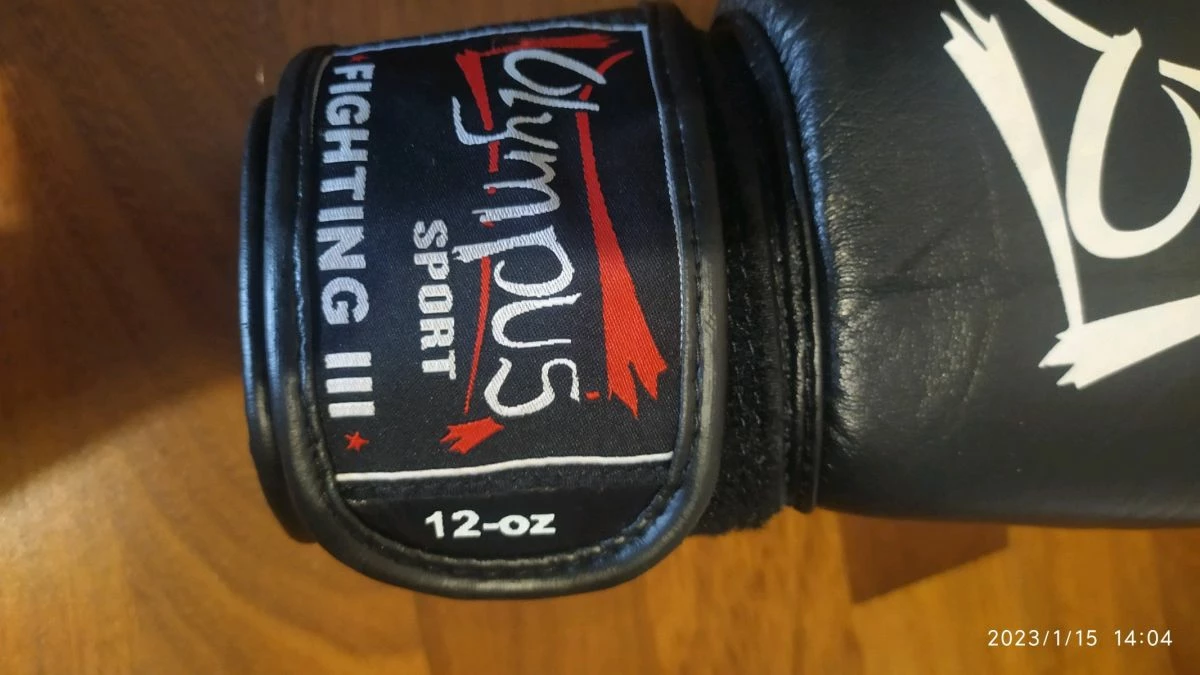 Olympus
SPORT
FIGHTING III
12-oz
2023/1/15 14:04